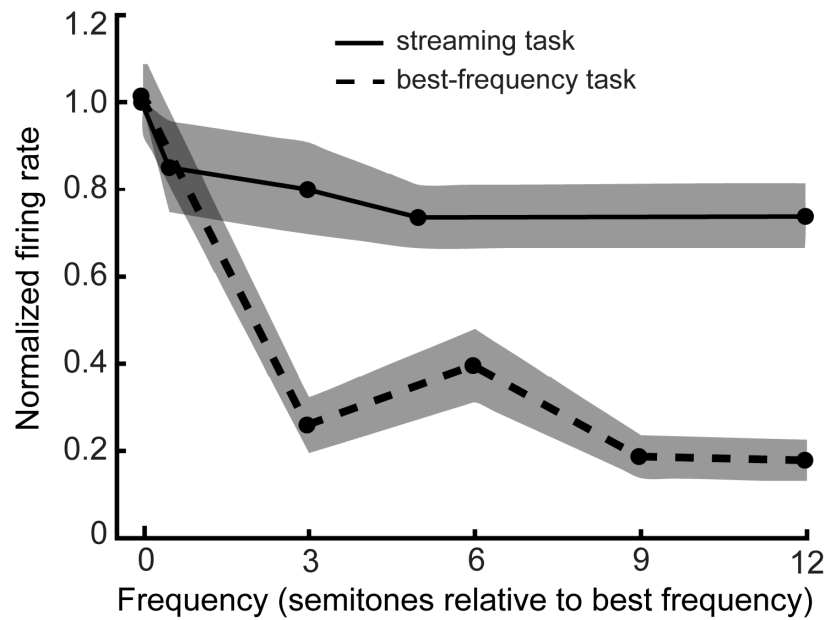 1.2
1.0
0.8
0.6
0.4
0.2
0
Normalized firing rate
streaming task
best-frequency task
0 3 6 9 12
Frequency (semitones relative to best frequency)